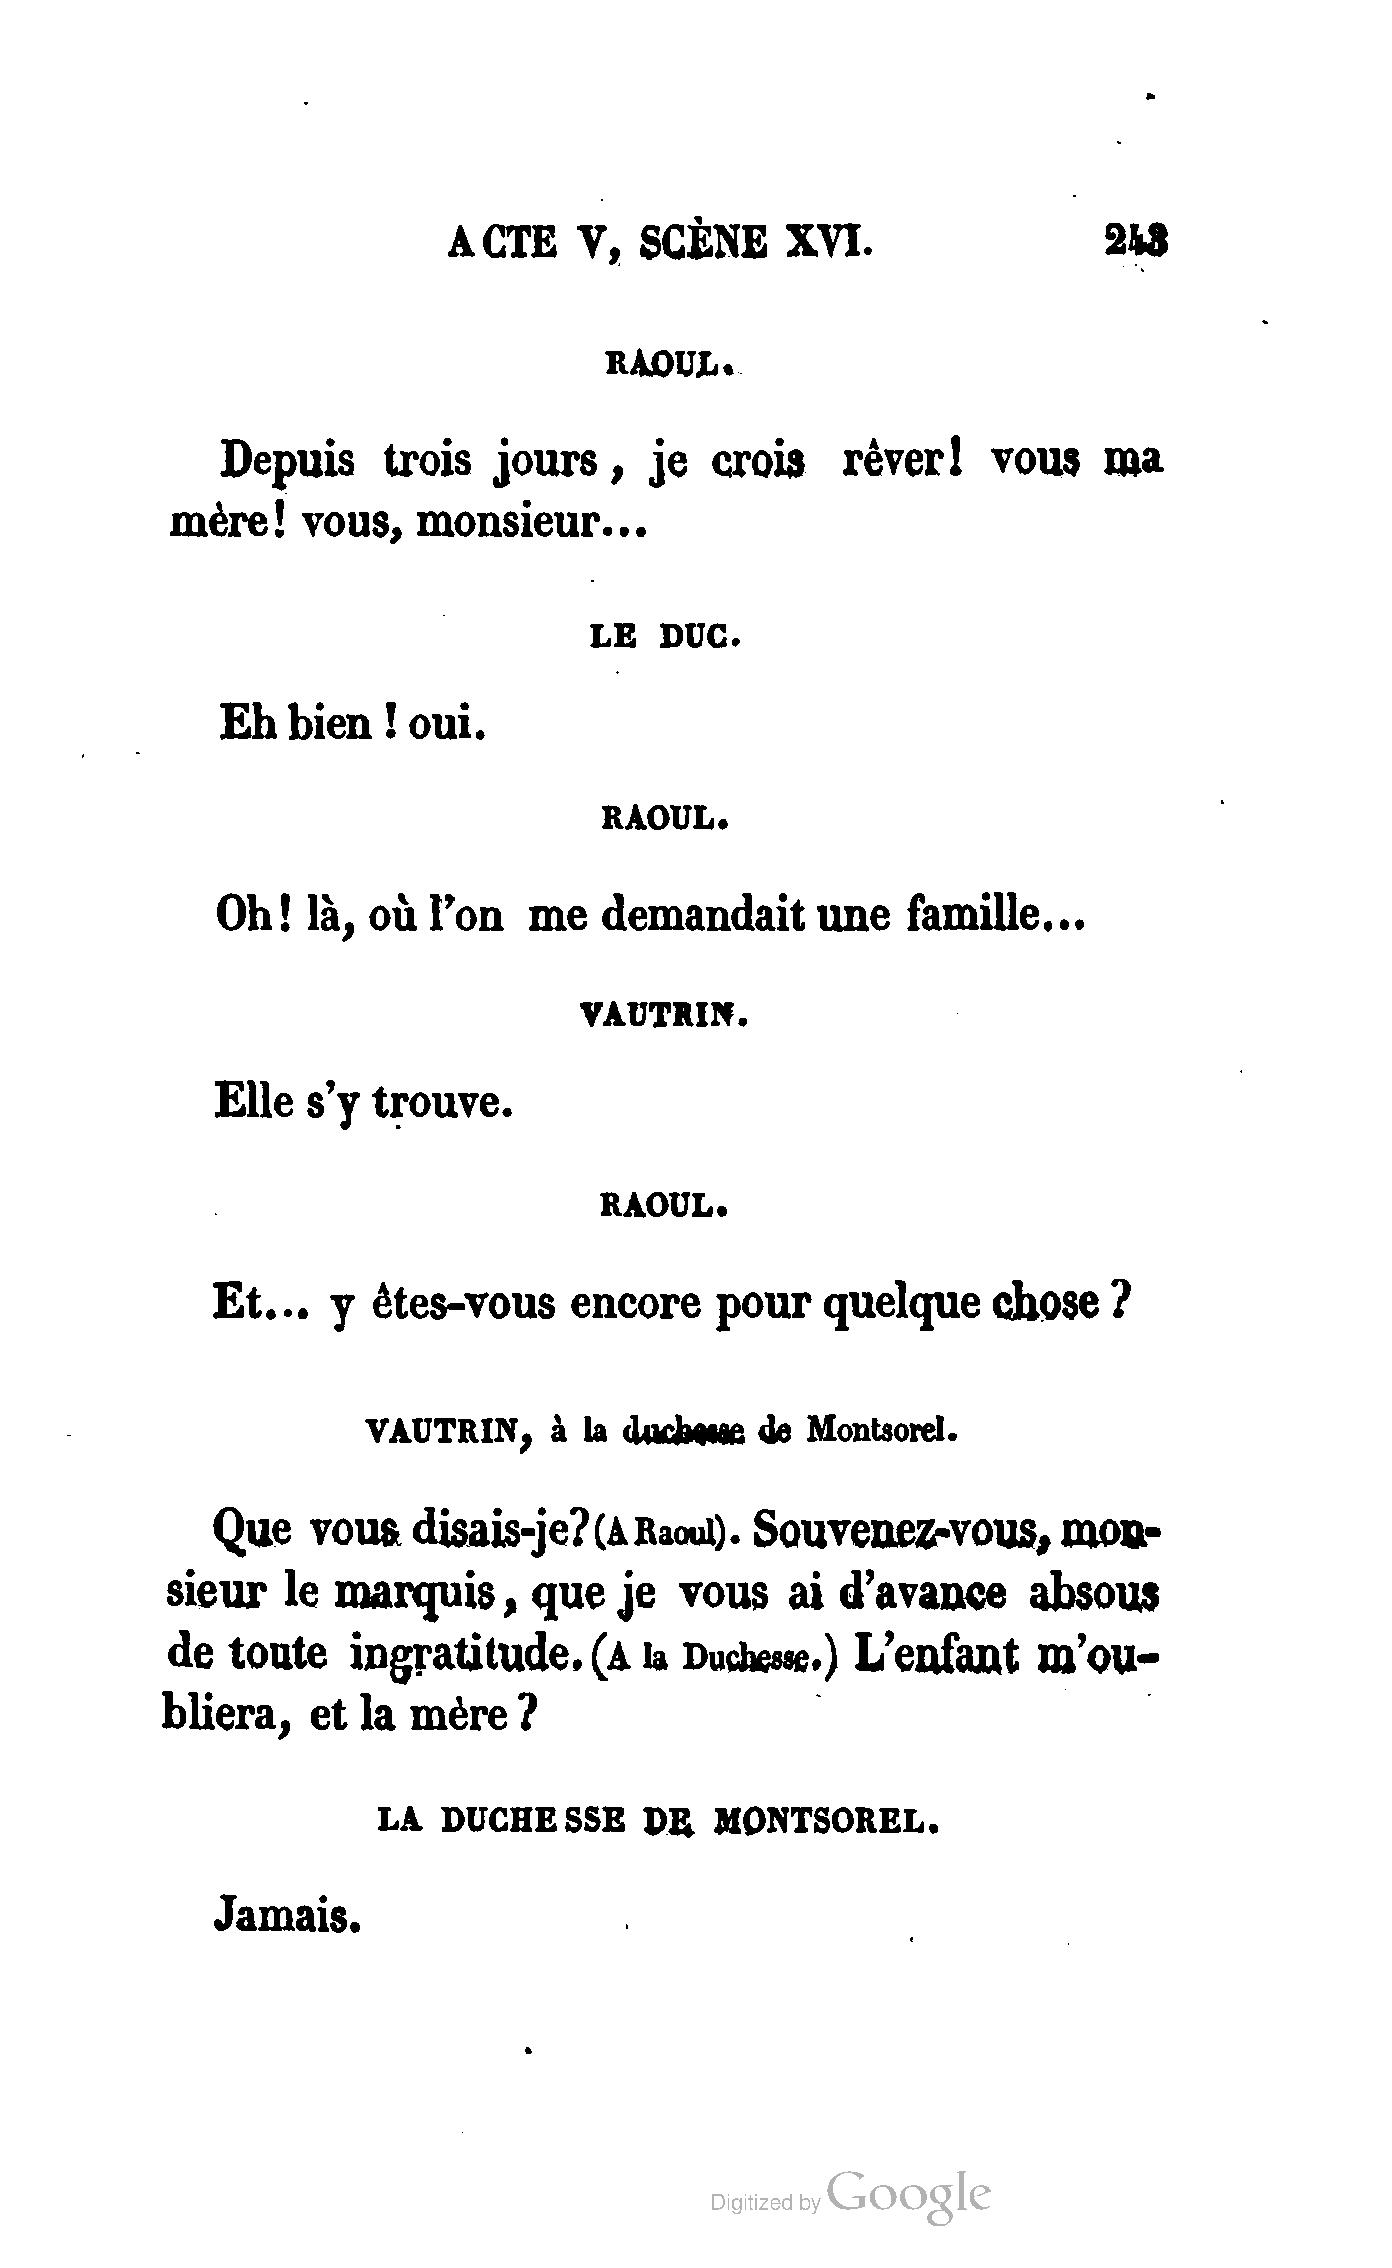 ACTE V, SCÈNE XVI. 243
RAOUL.
Depuis trois jours, je crois rêver! vous ma
mère! vous, monsieur...
LE DUC.
Eh bien ! oui.
RAOUL.
Oh! là, où l'on me demandait une famille...
VAUTRIN.
Elle s'y trouve.
RAOUL.
Et... y êtes-vous encore pour quelque chose ?
VAUTRIN, à la duchesse de Montsorel.
Que vous disais-je? (A Raoul). Souvenez-vous, mon-
sieur le marquis, que je vous ai d'avance absous
de toute ingratitude. (A la Duchesse.) L'enfant m'ou-
bliera, et la mère ?
LA DUCHESSE DE MONTSOREL.
Jamais.
Digitized by Google